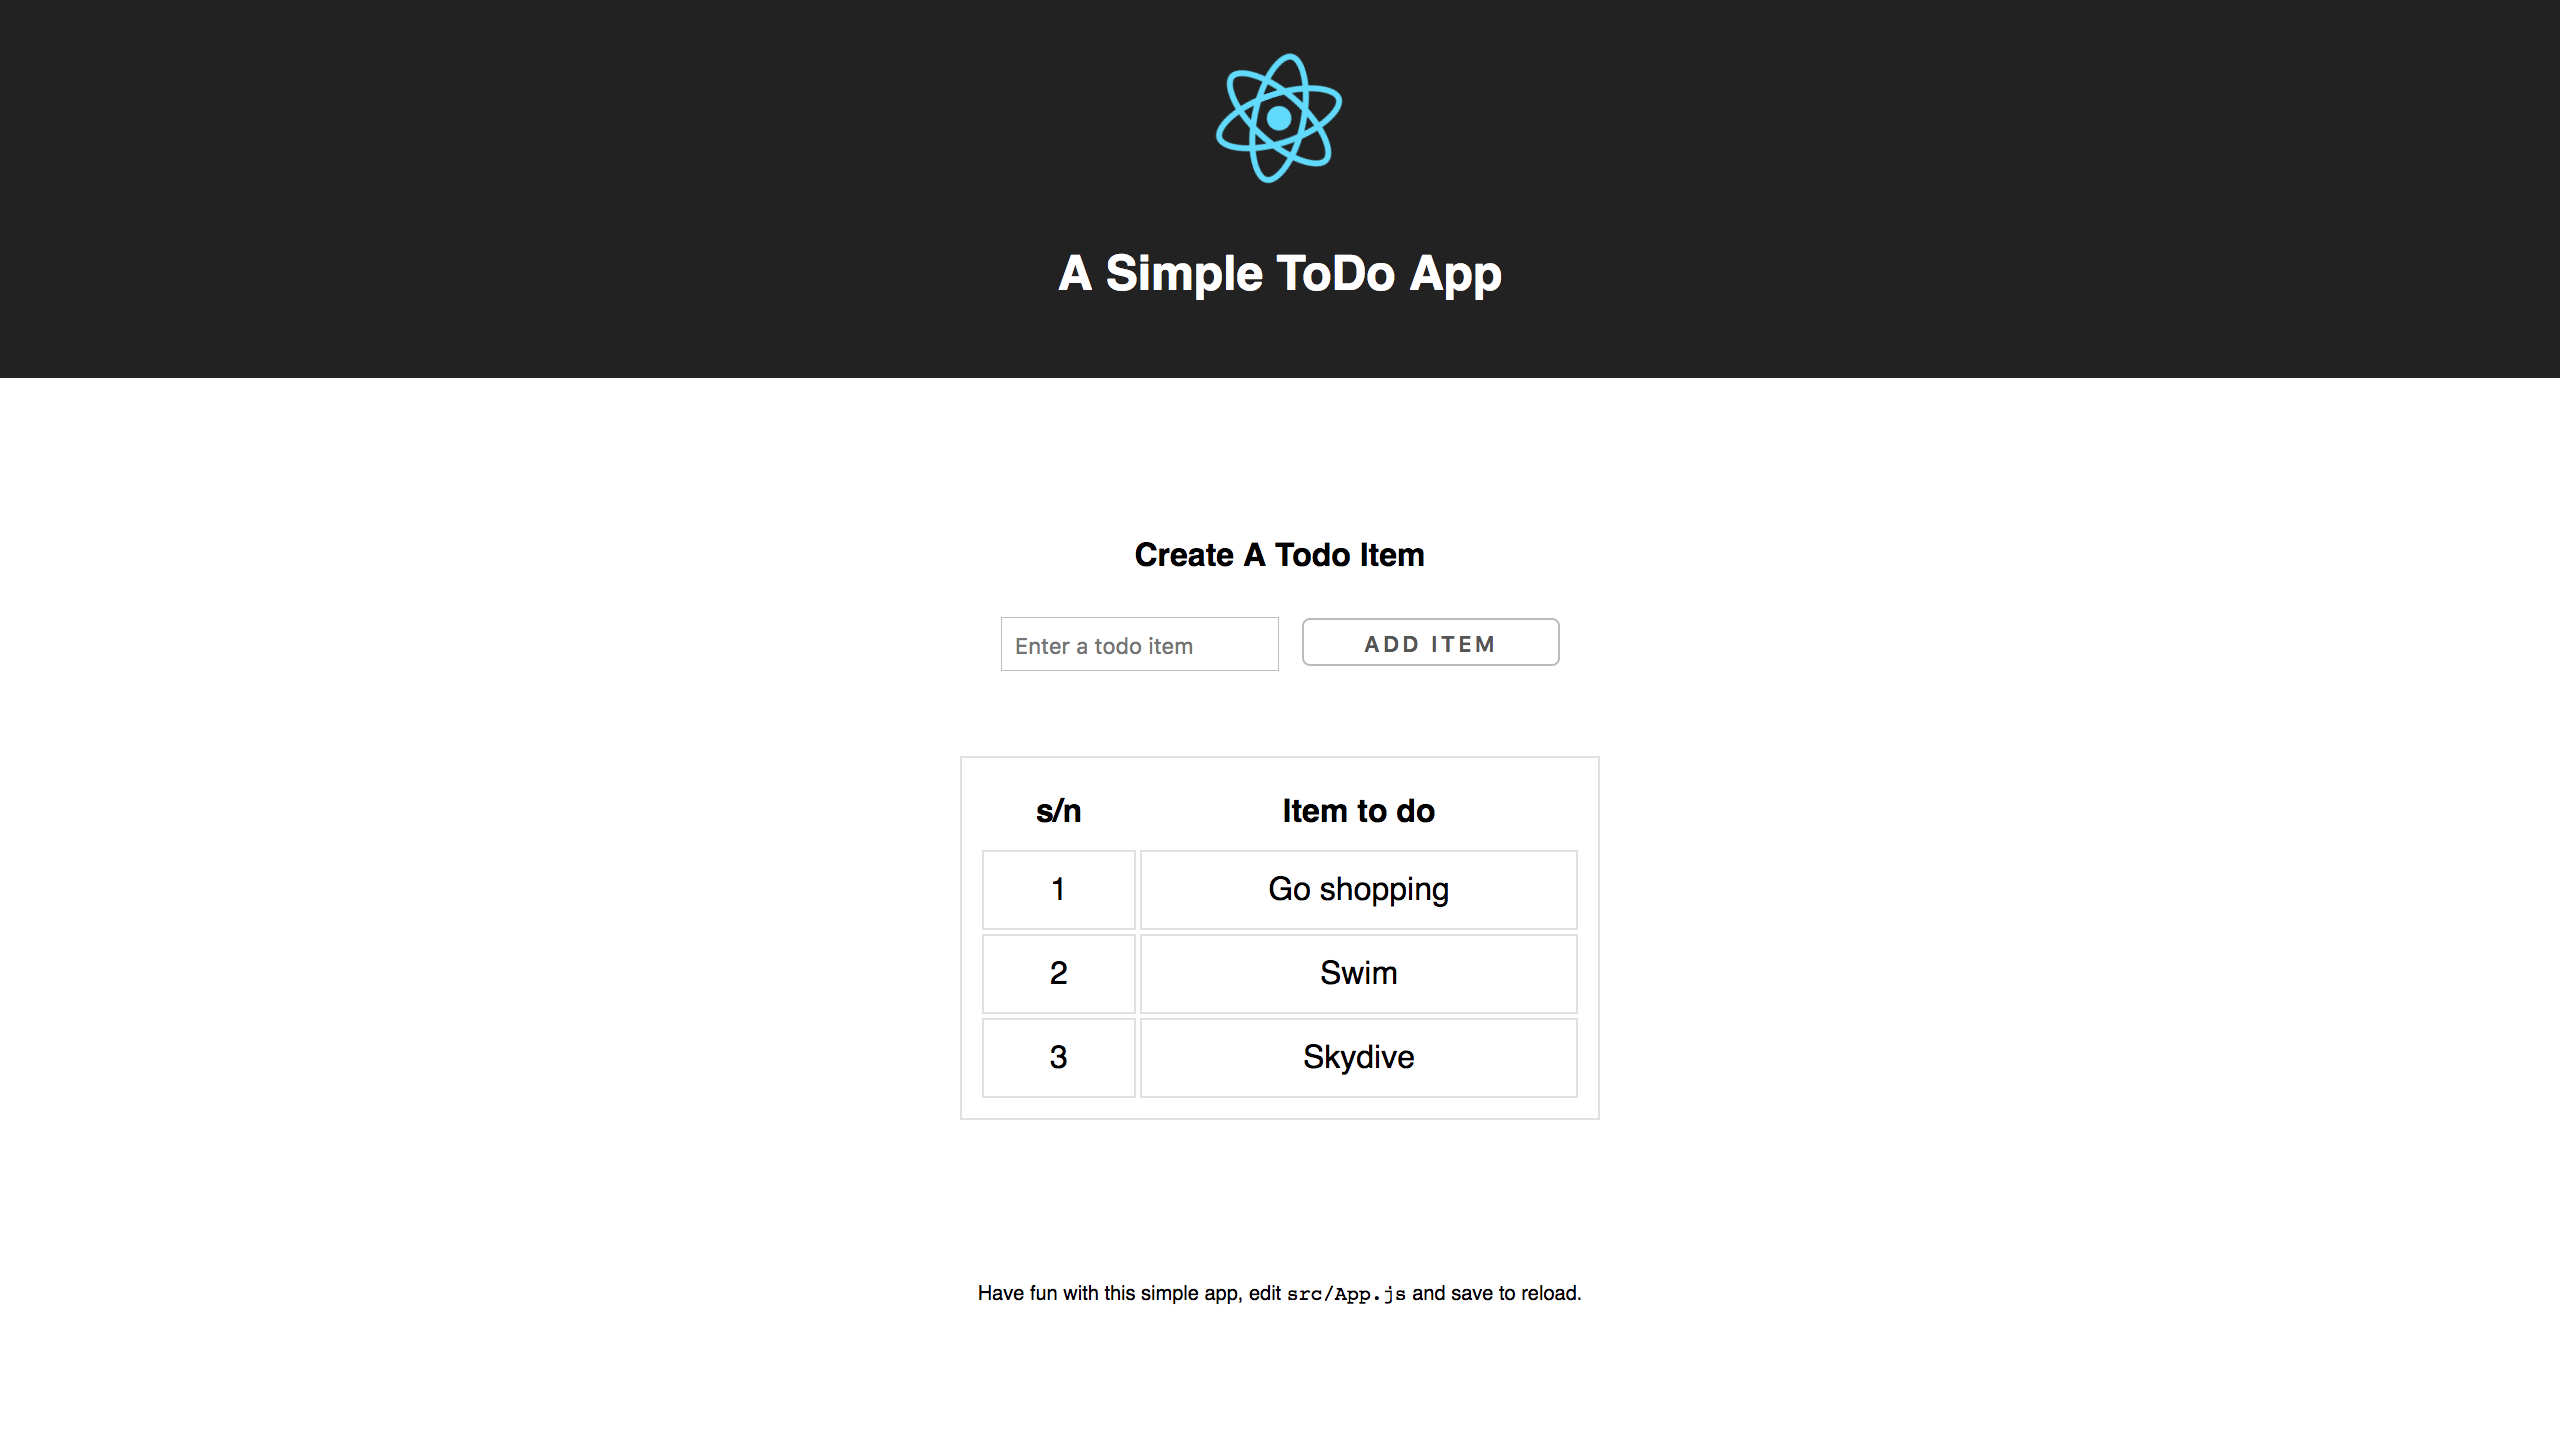 A Simple ToDo App
Create A Todo Item
Enter a todo item ADD ITEM
s/n Item to do
1 Go shopping
2 Swim
3 Skydive
Have fun with this simple app, edit src/App.js and save to reload.